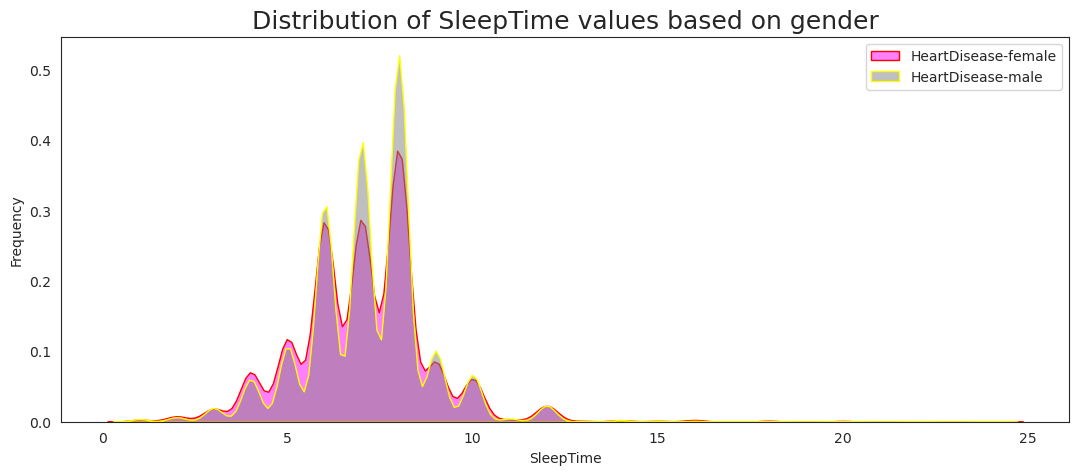 Distribution of SleepTime values based on gender
HeartDisease-female
HeartDisease-male
Frequency
0.5
0.4
0.3
0.2
0.1
0.0
0
5
10
15
20
25
SleepTime